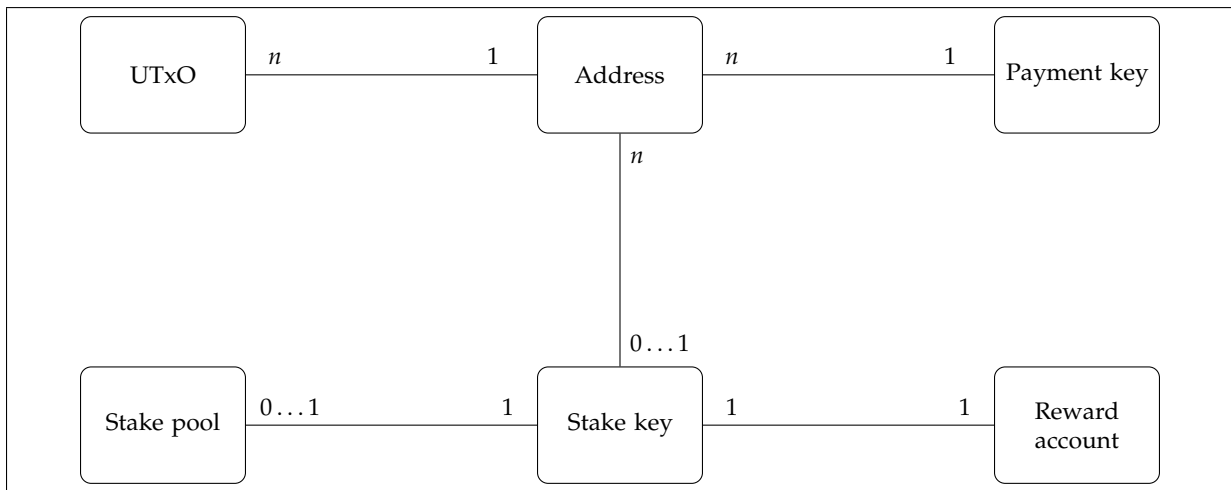 UTxO
n
1
Address
n
1
Payment key
n
0...1
Stake pool
0...1
1
Stake key
1
1
Reward
account